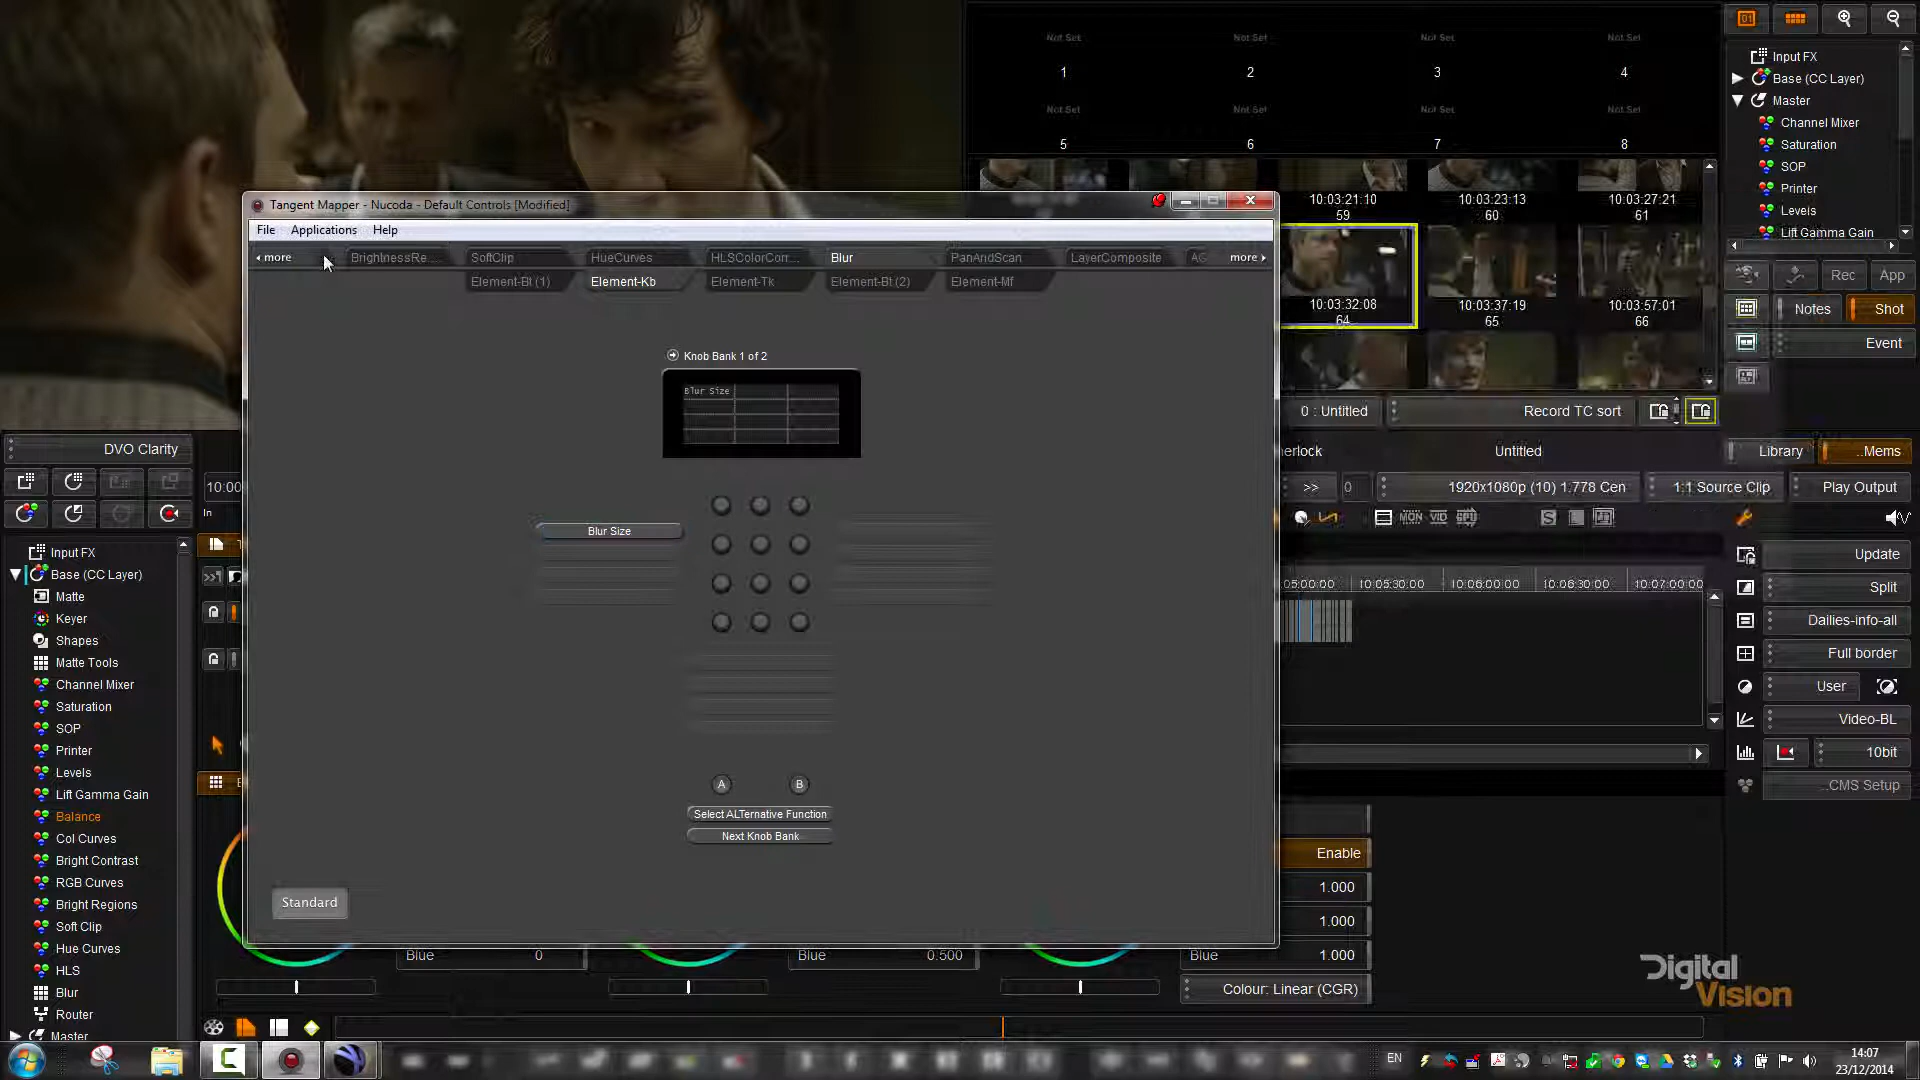 Not Set
Not Set
Not Set
Not Set
1
2
3
4
Not Set
Not Set
Not Set
Not Set
5
6
7
8
Input FX
Base (CC Layer)
Master
Channel Mixer
Saturation
SOP
Printer
Levels
Lift Gamma Gain
10:03:21:10
59
10:03:23:13
60
10:03:27:21
61
10:03:32:08
64
10:03:37:19
65
10:03:57:01
66
Rec
App
Notes
Shot
Event
0 : Untitled
Record TC sort
Untitled
Library
..Mems
>>
0
1920x1080p (10) 1.778 Cen
1:1 Source Clip
Play Output
MON
VID
S
Tangent Mapper - Nucoda - Default Controls [Modified]
File
Applications
Help
more
BrightnessRe...
SoftClip
HueCurves
HLSColorCorr...
Blur
PanAndScan
LayerComposite
more
Element-Bt (1)
Element-Kb
Element-Tk
Element-Bt (2)
Element-Mf
Knob Bank 1 of 2
Blur Size
Blur Size
A
B
Select ALTernative Function
Next Knob Bank
Standard
DVO Clarity
10:00
In
Input FX
Base (CC Layer)
Matte
Keyer
Shapes
Matte Tools
Channel Mixer
Saturation
SOP
Printer
Levels
Lift Gamma Gain
Balance
Col Curves
Bright Contrast
RGB Curves
Bright Regions
Soft Clip
Hue Curves
HLS
Blur
Router
Master
05:00:00
10:05:30:00
10:06:00:00
10:06:30:00
10:07:00:00
Update
Split
Dailies-info-all
Full border
User
Video-BL
10bit
..CMS Setup
Enable
1.000
1.000
Blue
0
Blue
0.500
Blue
1.000
Colour: Linear (CGR)
Digital
Vision
EN
14:07
23/12/2014